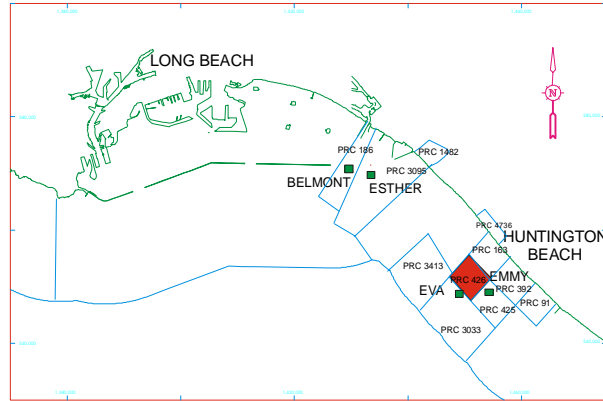 LONG BEACH
PRC 186
PRC 1482
PRC 3095
BELMONT
ESTHER
PRC 4736
HUNTINGTON
BEACH
PRC 163
PRC 3413
PRC 426
EMMY
EVA
PRC 392
PRC 91
PRC 425
PRC 3033
N